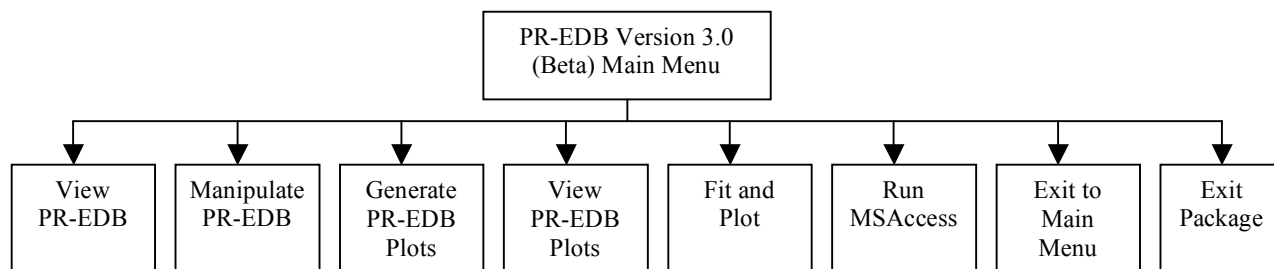 PR-EDB Version 3.0
(Beta) Main Menu
View
PR-EDB
Manipulate
PR-EDB
Generate
PR-EDB
Plots
View
PR-EDB
Plots
Fit and
Plot
Run
MSAccess
Exit to
Main
Menu
Exit
Package